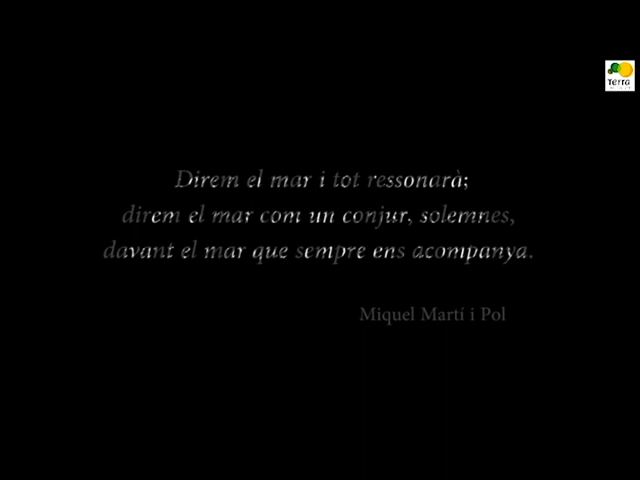 terra
Direm el mar i tot ressonarà;
direm el mar com un conjur, solemnes,
davant el mar que sempre ens acompanya.
Miquel Martí i Pol